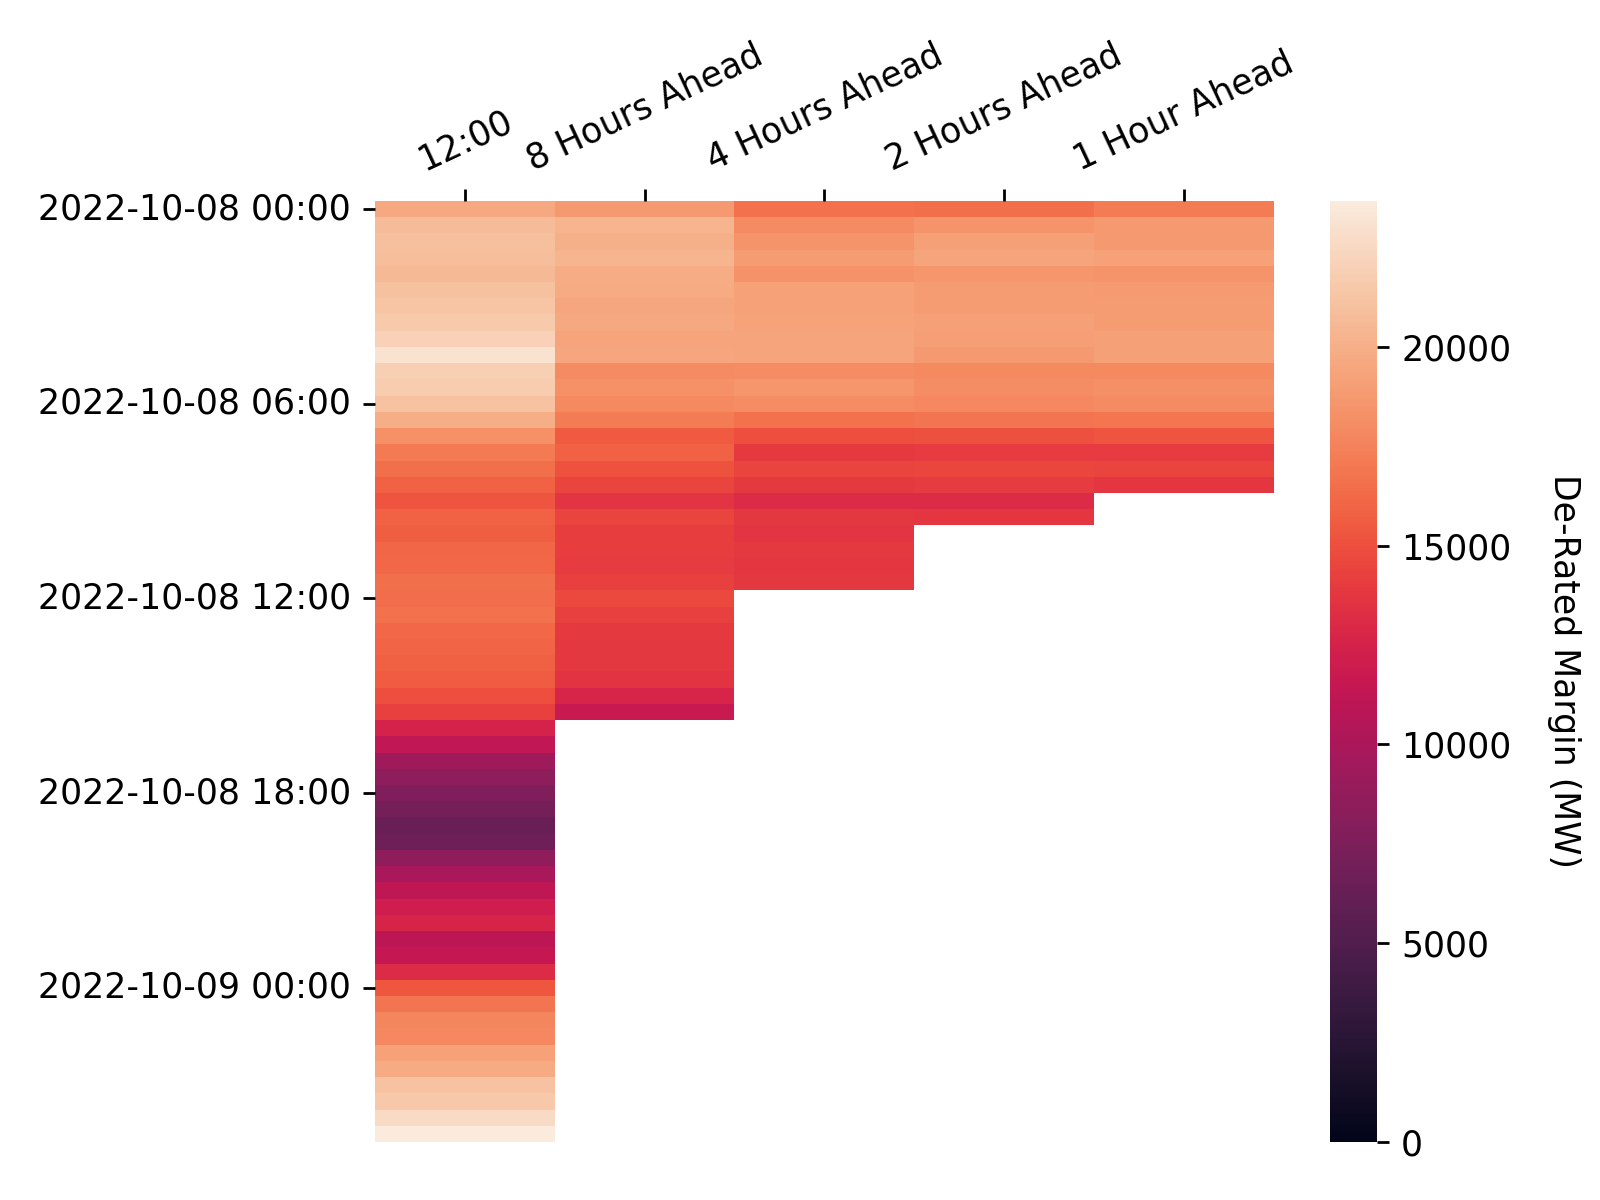 12:00
8 Hours Ahead
4 Hours Ahead
2 Hours Ahead
1 Hour Ahead
2022-10-08 00:00
2022-10-08 06:00
2022-10-08 12:00
2022-10-08 18:00
2022-10-09 00:00
20000
15000
10000
5000
0
De-Rated Margin (MW)